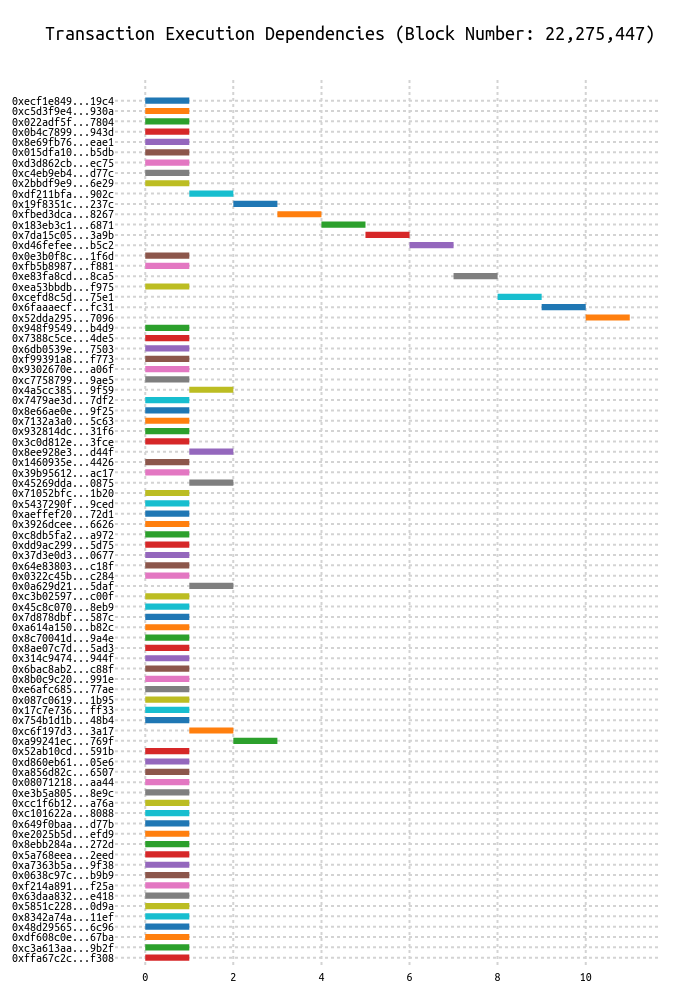 Transaction Execution Dependencies (Block Number: 22,275,447)
0xecf1e849...19c4
0xc5d3f9e4...930a
0x022adf5f...7804
0x0b4c7899...943d
0x8e69fb76...eae1
0x015dfa10...b5db
0xd3d862cb...ec75
0xc4eb9eb4...d77c
0x2bbdf9e9...6e29
0xdf211bfa...902c
0x19f8351c...237c
0xfbed3dca...8267
0x183eb3c1...6871
0x7da15c05...3a9b
0xd46fefee...b5c2
0x0e3b0f8c...1f6d
0xfb5b8987...f881
0xe83fa8cd...8ca5
0xea53bbdb...f975
0xcefd8c5d...75e1
0x6faaaecf...fc31
0x52dda295...7096
0x948f9549...b4d9
0x7388c5ce...4de5
0x6db0539e...7503
0xf99391a8...f773
0x9302670e...a06f
0xc7758799...9ae5
0x4a5cc385...9f59
0x7479ae3d...7df2
0x8e66ae0e...9f25
0x7132a3a0...5c63
0x932814dc...31f6
0x3c0d812e...3fce
0x8ee928e3...d44f
0x1460935e...4426
0x39b95612...ac17
0x45269dda...0875
0x71052bfc...1b20
0x5437290f...9ced
0xaeffef20...72d1
0x3926dcee...6626
0xc8db5fa2...a972
0xdd9ac299...5d75
0x37d3e0d3...0677
0x64e83803...c18f
0x0322c45b...c284
0x0a629d21...5daf
0xc3b02597...c00f
0x45c8c070...8eb9
0x7d878dbf...587c
0xa614a150...b82c
0x8c70041d...9a4e
0x8ae07c7d...5ad3
0x314c9474...944f
0x6bac8ab2...c88f
0x8b0c9c20...991e
0xe6afc685...77ae
0x087c0619...1b95
0x17c7e736...ff33
0x754b1d1b...48b4
0xc6f197d3...3a17
0xa99241ec...769f
0x52ab10cd...591b
0xd860eb61...05e6
0xa856d82c...6507
0x08071218...aa44
0xe3b5a805...8e9c
0xcc1f6b12...a76a
0xc101622a...8088
0x649f0baa...d77b
0xe2025b5d...efd9
0x8ebb284a...272d
0x5a768eea...2eed
0xa7363b5a...9f38
0x0638c97c...b9b9
0xf214a891...f25a
0x63daa832...e418
0x5851c228...0d9a
0x8342a74a...11ef
0x48d29565...6c96
0xdf608c0e...67ba
0xc3a613aa...9b2f
0xffa67c2c...f308
0 2 4 6 8 10